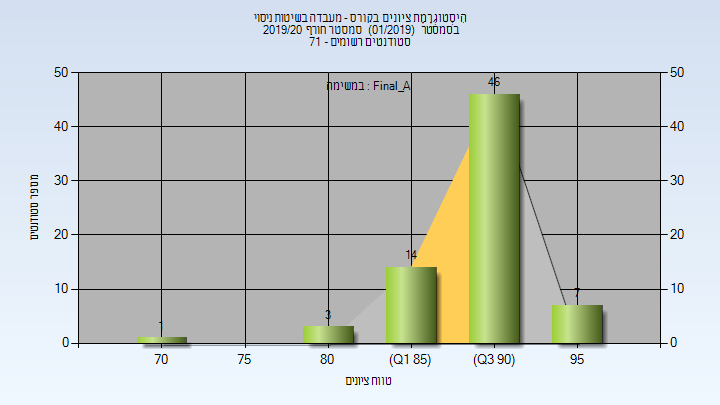 הִיסְטוֹגְרָמַת ציונים בקורס - מעבדה בשיטות ניסוי
בסמסטר (01/2019) סמסטר חורף 2019/20
סטודנטים רשומים - 71
במשימה : Final_A
מספר סטודנטים
50 50
40 40
30 30
20 20
10 10
0 0
1 3 14 46 7
70 75 80 (Q1 85) (Q3 90) 95
טווח ציונים